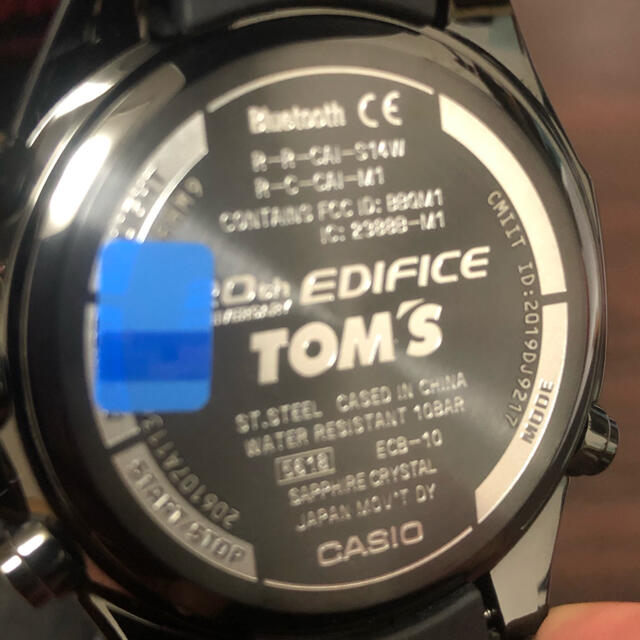 Bluetooth CE
R-R-CAI-S14W
R-C-CAI-M1
CONTAINS FCC ID: BBQM1
IC: 2388B-M1
20th EDIFICE
TOM'S
ST.STEEL CASED IN CHINA
WATER RESISTANT 10BAR
5618 ECB-10
SAPPHIRE CRYSTAL
JAPAN MOV'T DY
CASIO
CMIIT ID:2019DJ9217
MODE